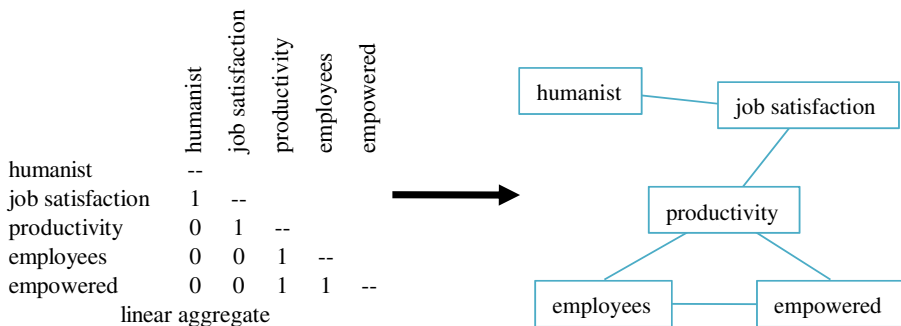 humanist
job satisfaction
productivity
employees
empowered
humanist --
job satisfaction 1 --
productivity 0 1 --
employees 0 0 1 --
empowered 0 0 1 1 --
linear aggregate
humanist
job satisfaction
productivity
employees
empowered